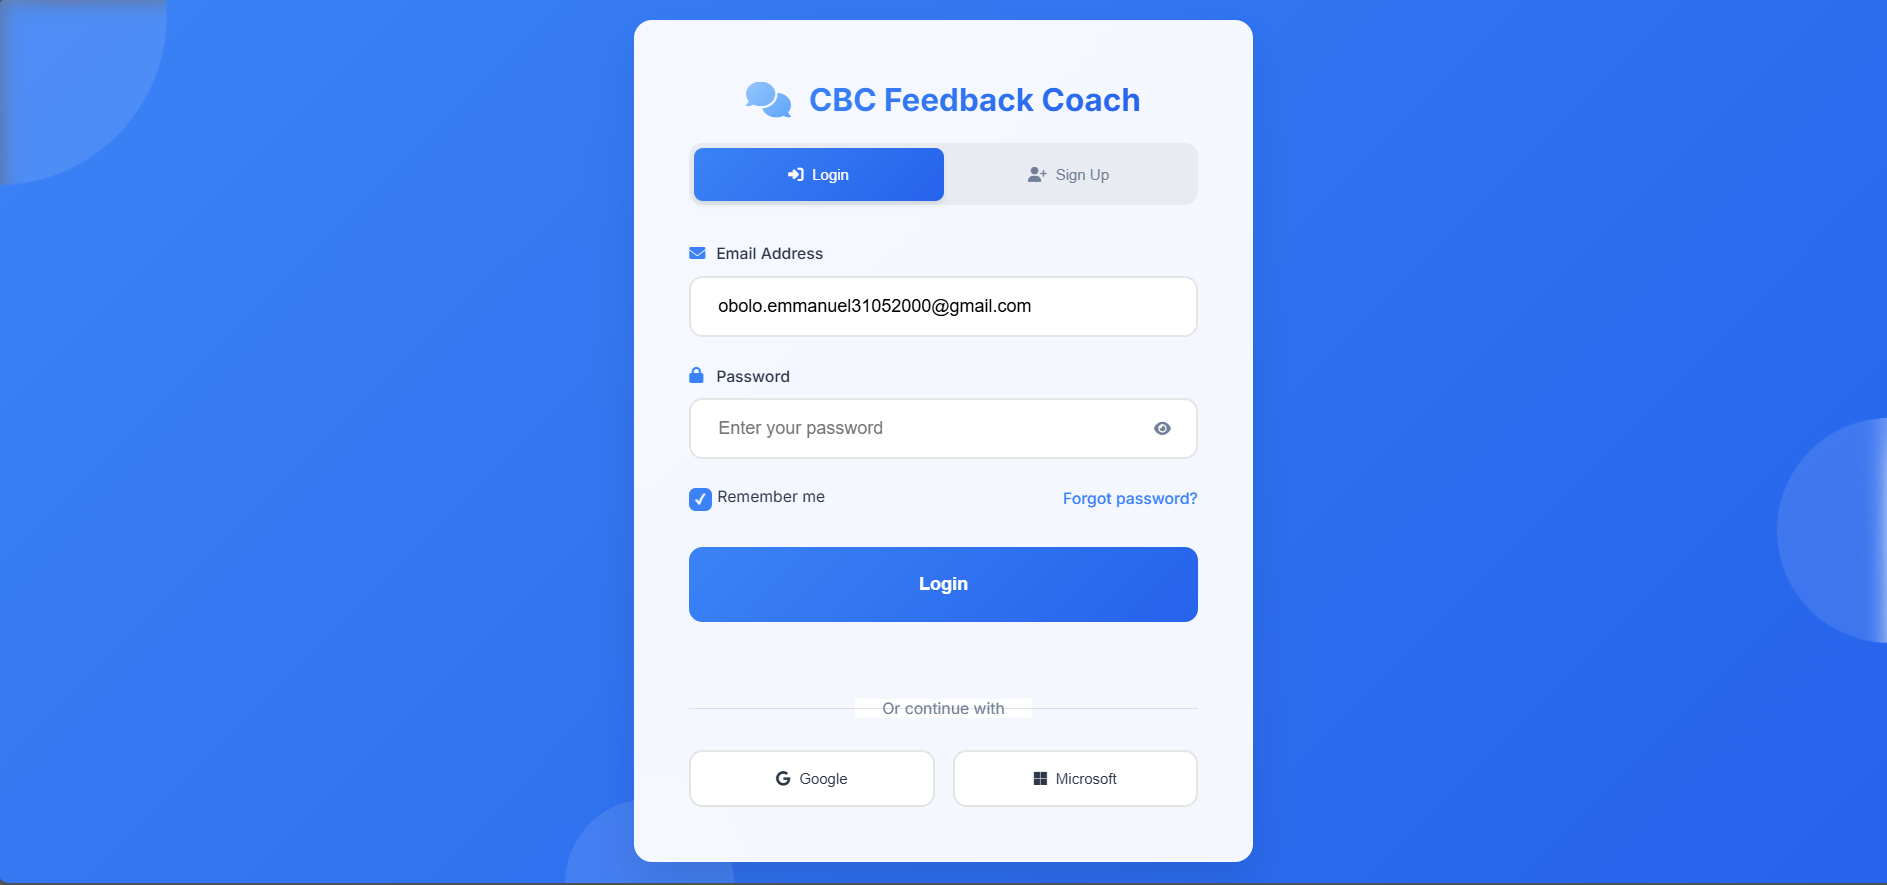 CBC Feedback Coach
Login
Sign Up
Email Address
obolo.emmanuel31052000@gmail.com
Password
Enter your password
Remember me
Forgot password?
Login
Or continue with
Google
Microsoft